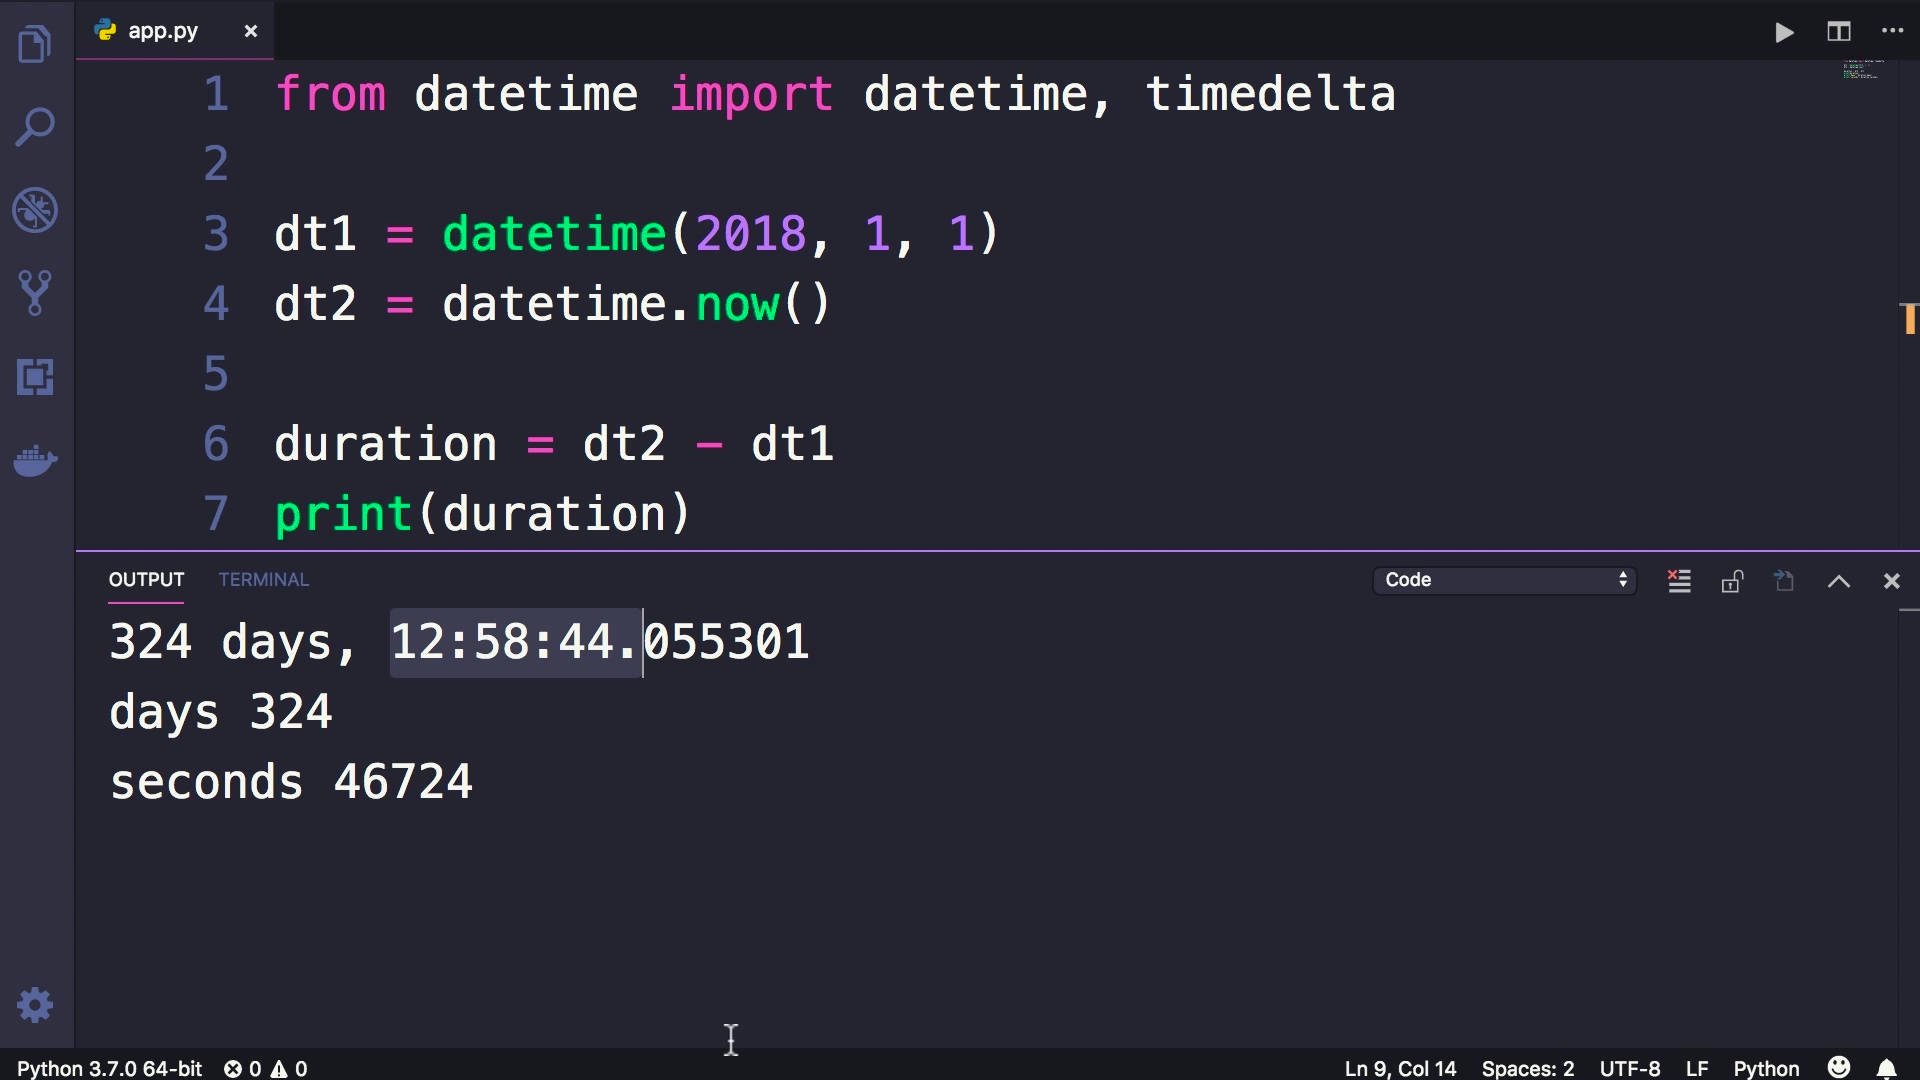 app.py
1 from datetime import datetime, timedelta
2
3 dt1 = datetime(2018, 1, 1)
4 dt2 = datetime.now()
5
6 duration = dt2 - dt1
7 print(duration)
OUTPUT TERMINAL Code
324 days, 12:58:44.055301
days 324
seconds 46724
Python 3.7.0 64-bit 0 0 Ln 9, Col 14 Spaces: 2 UTF-8 LF Python